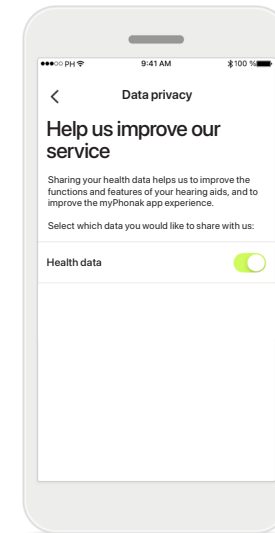 PH 9:41 AM 100 %
Data privacy
Help us improve our
service
Sharing your health data helps us to improve the
functions and features of your hearing aids, and to
improve the myPhonak app experience.
Select which data you would like to share with us:
Health data